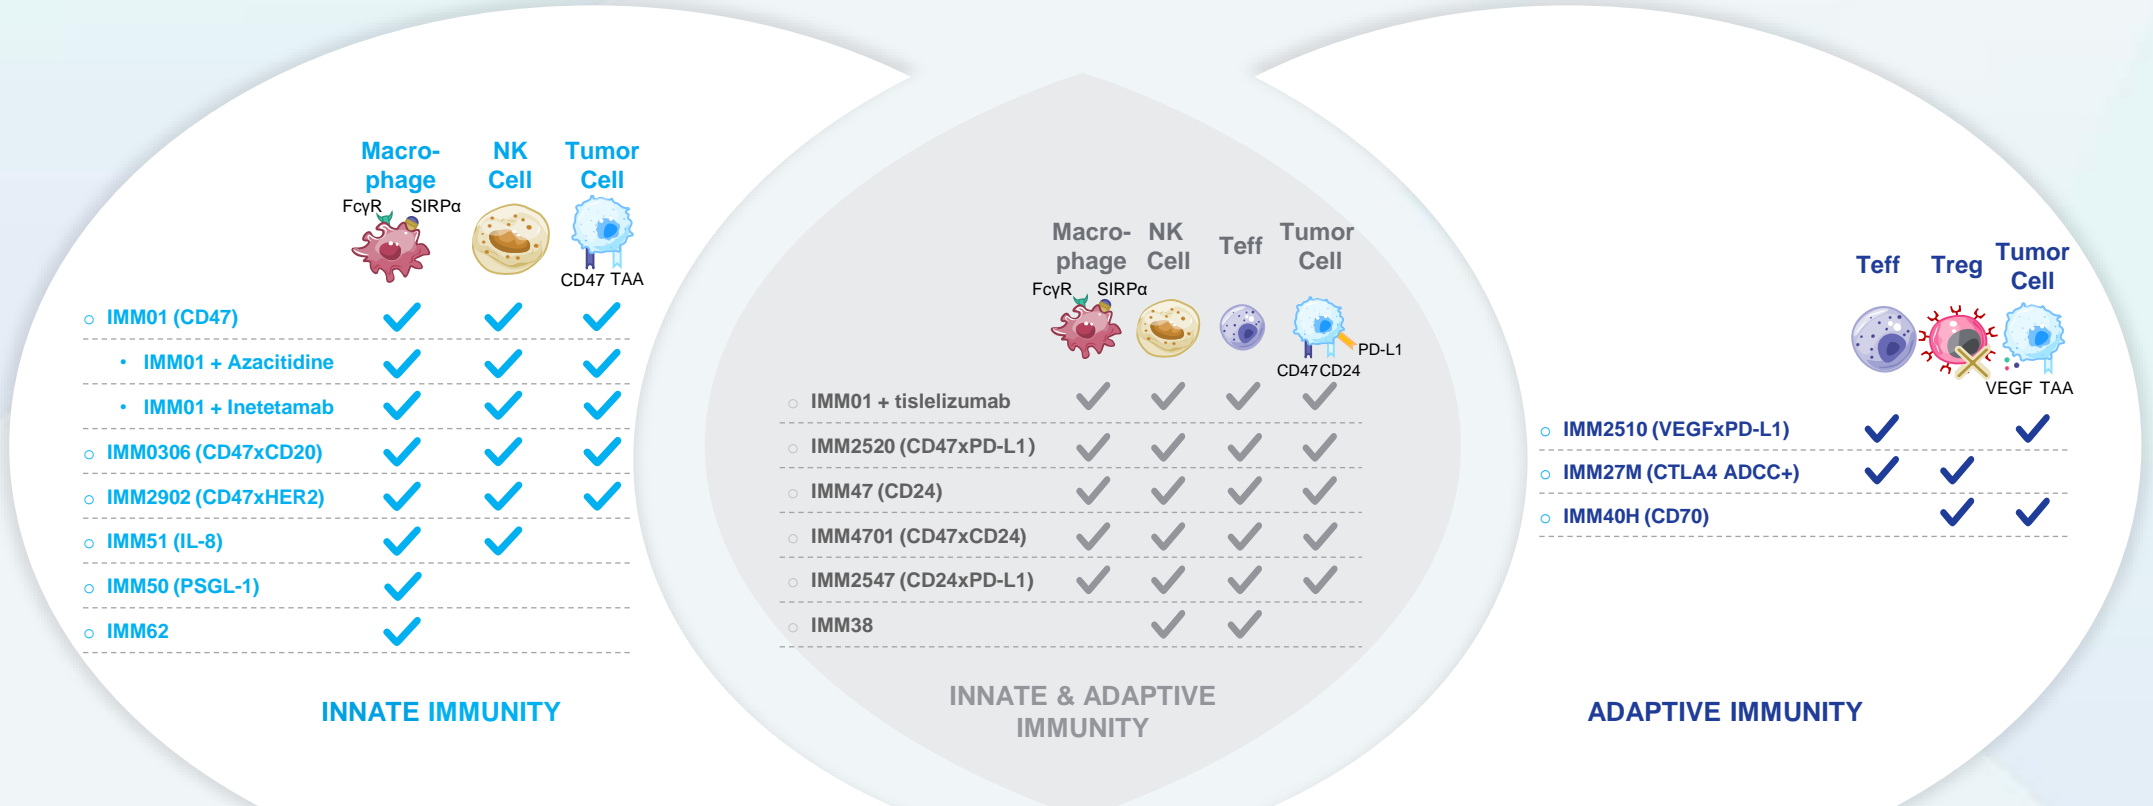 Macro-
phage
NK
Cell
Tumor
Cell
FcγR
SIRPα
CD47 TAA
IMM01 (CD47)
IMM01 + Azacitidine
IMM01 + Inetetamab
IMM0306 (CD47xCD20)
IMM2902 (CD47xHER2)
IMM51 (IL-8)
IMM50 (PSGL-1)
IMM62
INNATE IMMUNITY
Macro-
phage
NK
Cell
Teff
Tumor
Cell
FcγR
SIRPα
PD-L1
CD47 CD24
IMM01 + tislelizumab
IMM2520 (CD47xPD-L1)
IMM47 (CD24)
IMM4701 (CD47xCD24)
IMM2547 (CD24xPD-L1)
IMM38
INNATE & ADAPTIVE
IMMUNITY
Teff
Treg
Tumor
Cell
VEGF TAA
IMM2510 (VEGFxPD-L1)
IMM27M (CTLA4 ADCC+)
IMM40H (CD70)
ADAPTIVE IMMUNITY